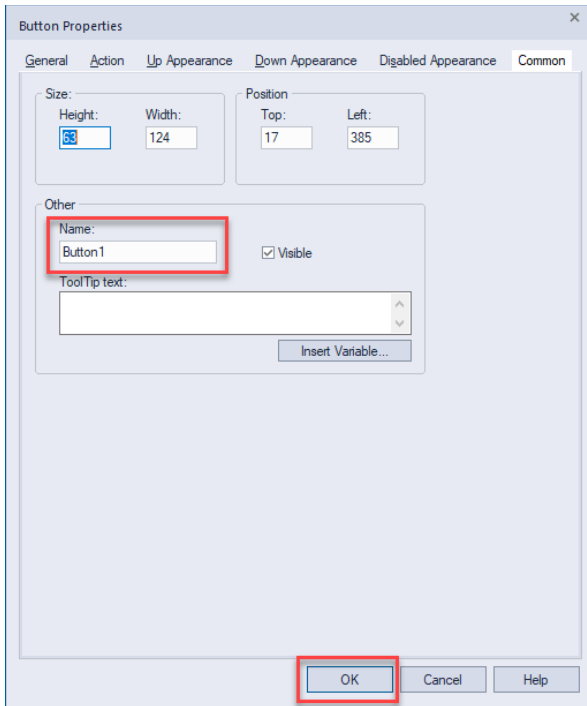 Button Properties
General Action Up Appearance Down Appearance Disabled Appearance Common
Size: Position
Height: Width: Top: Left:
63 124 17 385
Other
Name:
Button1 Visible
ToolTip text:
Insert Variable...
OK Cancel Help